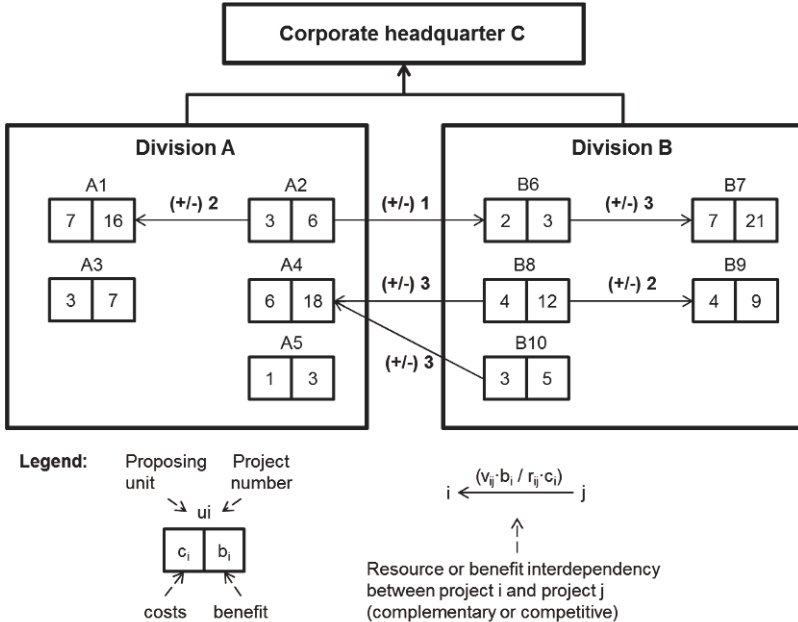 Corporate headquarter C
Division A
Division B
A1
A2
B6
B7
7 16
(+/-) 2
3 6
(+/-) 1
2 3
(+/-) 3
7 21
A3
A4
B8
B9
3 7
6 18
(+/-) 3
4 12
(+/-) 2
4 9
A5
B10
1 3
(+/-) 3
3 5
Legend:
Proposing
unit
Project
number
ui
cᵢ bᵢ
costs
benefit
(vᵢⱼ·bᵢ / rᵢⱼ·cᵢ)
i
j
Resource or benefit interdependency
between project i and project j
(complementary or competitive)